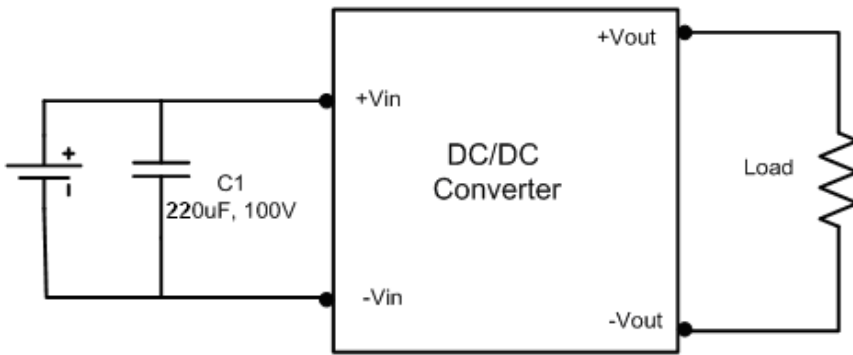 +Vout
+Vin
DC/DC
Converter
Load
+
C1
220uF, 100V
-
-Vin
-Vout